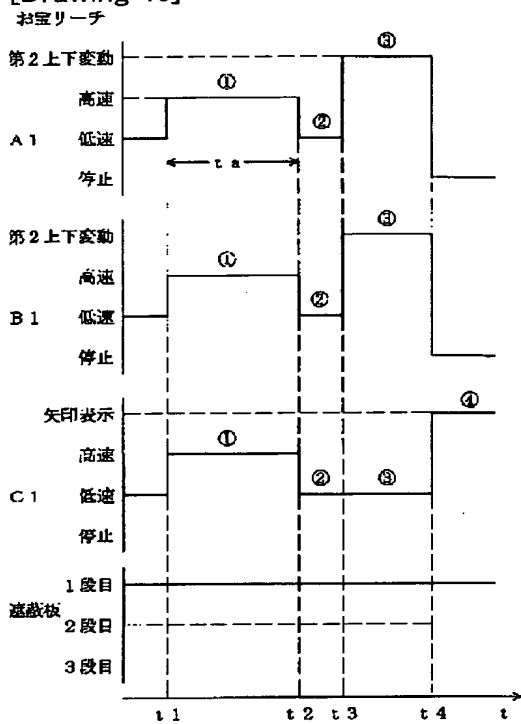 [Drawing 40]
お宝リーチ
第2上下変動
③
高速
①
A1
低速
②
ta
停止
第2上下変動
③
高速
①
B1
低速
②
停止
矢印表示
④
高速
①
C1
低速
②
③
停止
1段目
遮蔽板
2段目
3段目
t1
t2
t3
t4
t